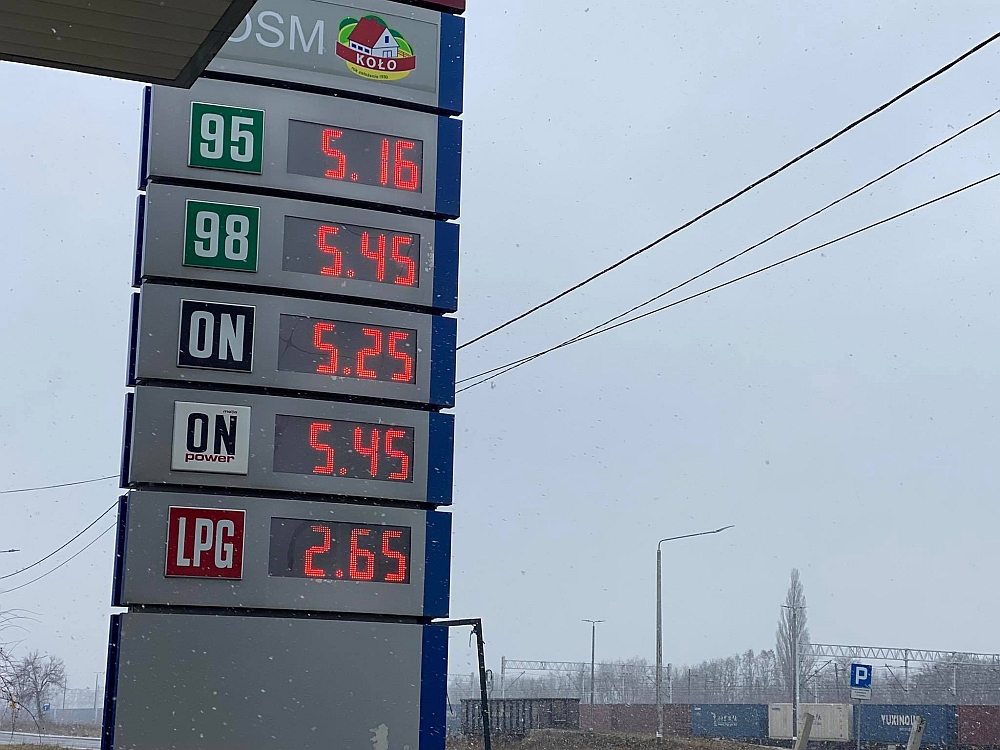 OSM
KOŁO
95
5.16
98
5.45
ON
5.25
ON
power
5.45
LPG
2.65
P
YUXINOU